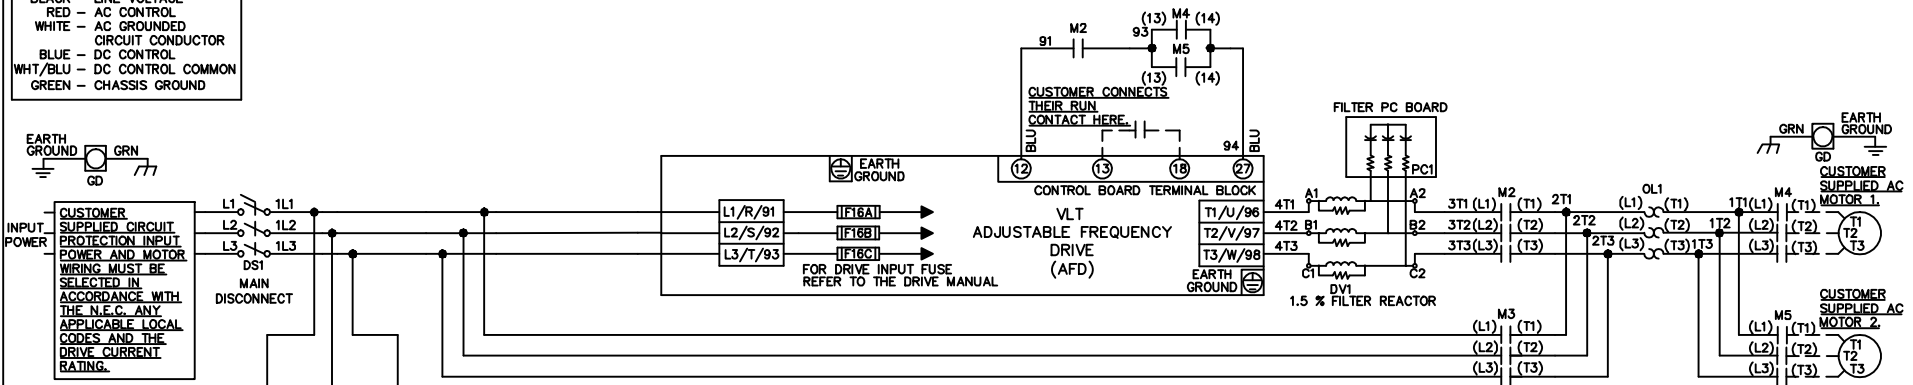 BLACK – LINE VOLTAGE
RED – AC CONTROL
WHITE – AC GROUNDED
CIRCUIT CONDUCTOR
BLUE – DC CONTROL
WHT/BLU – DC CONTROL COMMON
GREEN – CHASSIS GROUND
EARTH
GROUND
GRN
GD
INPUT
POWER
CUSTOMER
SUPPLIED CIRCUIT
PROTECTION INPUT
POWER AND MOTOR
WIRING MUST BE
SELECTED IN
ACCORDANCE WITH
THE N.E.C. ANY
APPLICABLE LOCAL
CODES AND THE
DRIVE CURRENT
RATING.
L1 1L1
L2 1L2
L3 1L3
DS1
MAIN
DISCONNECT
91
M2
93
(13) M4 (14)
M5
(13) (14)
CUSTOMER CONNECTS
THEIR RUN
CONTACT HERE.
BLU
94
BLU
12 13 18 27
CONTROL BOARD TERMINAL BLOCK
EARTH
GROUND
L1/R/91
L2/S/92
L3/T/93
F16A
F16B
F16C
FOR DRIVE INPUT FUSE
REFER TO THE DRIVE MANUAL
VLT
ADJUSTABLE FREQUENCY
DRIVE
(AFD)
T1/U/96
T2/V/97
T3/W/98
EARTH
GROUND
4T1
4T2
4T3
A1 A2
B1 B2
C1 C2
DV1
1.5 % FILTER REACTOR
FILTER PC BOARD
PC1
M2
3T1 (L1) (T1) 2T1
3T2 (L2) (T2) 2T2
3T3 (L3) (T3) 2T3
M3
(L1) (T1)
(L2) (T2)
(L3) (T3)
OL1
(L1) (T1) 1T1
(L2) (T2) 1T2
(L3) (T3) 1T3
GRN
GD
EARTH
GROUND
CUSTOMER
SUPPLIED AC
MOTOR 1.
M4
(L1) (T1)
(L2) (T2)
(L3) (T3)
T1
T2
T3
CUSTOMER
SUPPLIED AC
MOTOR 2.
M5
(L1) (T1)
(L2) (T2)
(L3) (T3)
T1
T2
T3